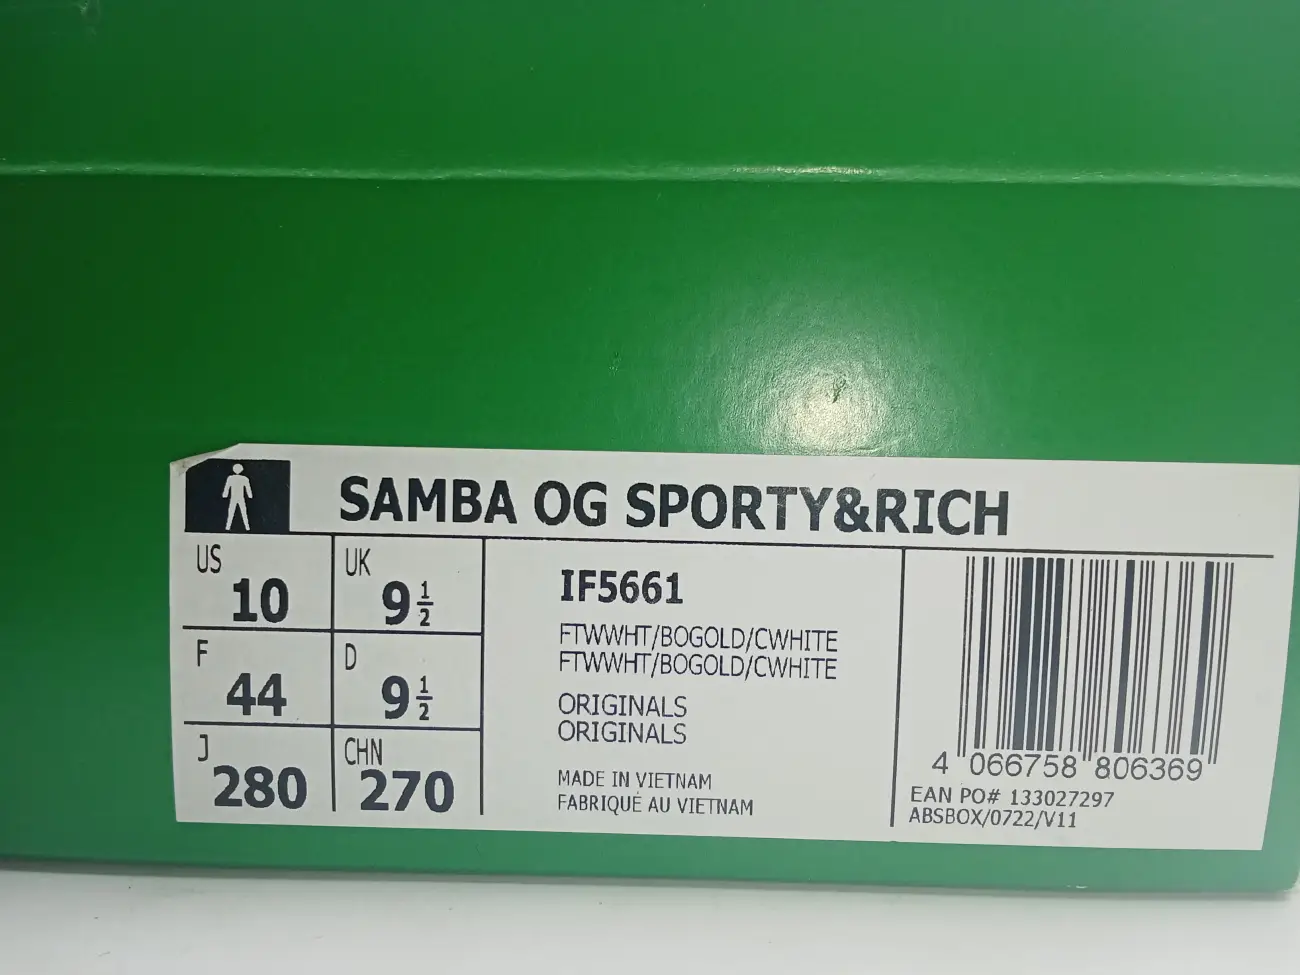 SAMBA OG SPORTY&RICH
US 10
UK 9 1/2
F 44
D 9 1/2
J 280
CHN 270
IF5661
FTWWHT/BOGOLD/CWHITE
FTWWHT/BOGOLD/CWHITE
ORIGINALS
ORIGINALS
MADE IN VIETNAM
FABRIQUÉ AU VIETNAM
4 066758 806369
EAN PO# 133027297
ABSBOX/0722/V11